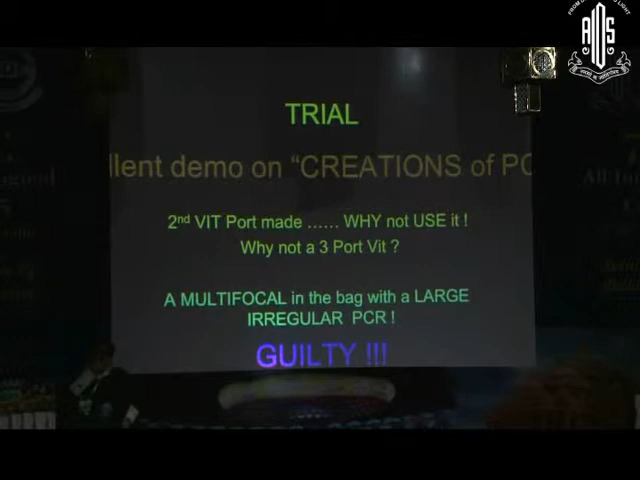 TRIAL
llent demo on “CREATIONS of PC
2nd VIT Port made ...... WHY not USE it !
Why not a 3 Port Vit ?
A MULTIFOCAL in the bag with a LARGE
IRREGULAR PCR !
GUILTY !!!
AIOS